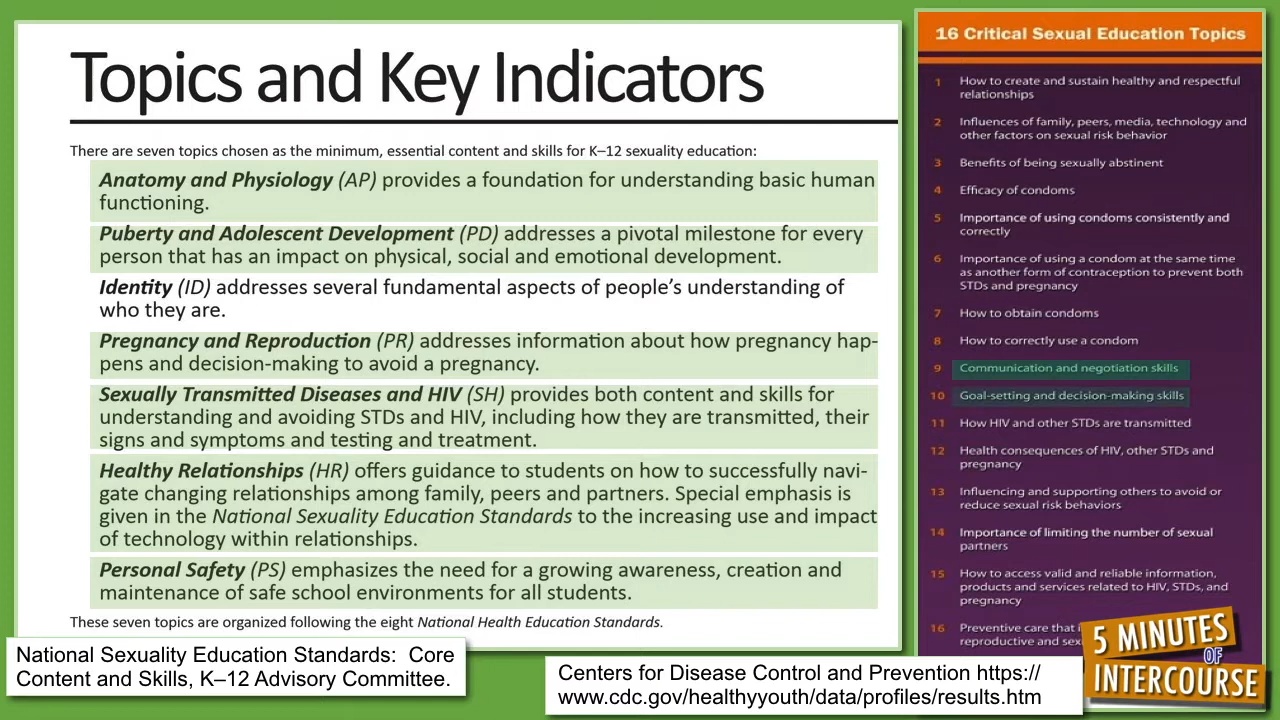 Topics and Key Indicators
There are seven topics chosen as the minimum, essential content and skills for K–12 sexuality education:
Anatomy and Physiology (AP) provides a foundation for understanding basic human
functioning.
Puberty and Adolescent Development (PD) addresses a pivotal milestone for every
person that has an impact on physical, social and emotional development.
Identity (ID) addresses several fundamental aspects of people's understanding of
who they are.
Pregnancy and Reproduction (PR) addresses information about how pregnancy hap-
pens and decision-making to avoid a pregnancy.
Sexually Transmitted Diseases and HIV (SH) provides both content and skills for
understanding and avoiding STDs and HIV, including how they are transmitted, their
signs and symptoms and testing and treatment.
Healthy Relationships (HR) offers guidance to students on how to successfully navi-
gate changing relationships among family, peers and partners. Special emphasis is
given in the National Sexuality Education Standards to the increasing use and impact
of technology within relationships.
Personal Safety (PS) emphasizes the need for a growing awareness, creation and
maintenance of safe school environments for all students.
These seven topics are organized following the eight National Health Education Standards.
National Sexuality Education Standards: Core
Content and Skills, K–12 Advisory Committee.
16 Critical Sexual Education Topics
1 How to create and sustain healthy and respectful
relationships
2 Influences of family, peers, media, technology and
other factors on sexual risk behavior
3 Benefits of being sexually abstinent
4 Efficacy of condoms
5 Importance of using condoms consistently and
correctly
6 Importance of using a condom at the same time
as another form of contraception to prevent both
STDs and pregnancy
7 How to obtain condoms
8 How to correctly use a condom
9 Communication and negotiation skills
10 Goal-setting and decision-making skills
11 How HIV and other STDs are transmitted
12 Health consequences of HIV, other STDs and
pregnancy
13 Influencing and supporting others to avoid or
reduce sexual risk behaviors
14 Importance of limiting the number of sexual
partners
15 How to access valid and reliable information,
products and services related to HIV, STDs, and
pregnancy
16 Preventive care that
reproductive and
Centers for Disease Control and Prevention https://
www.cdc.gov/healthyyouth/data/profiles/results.htm
5 MINUTES
OF
INTERCOURSE